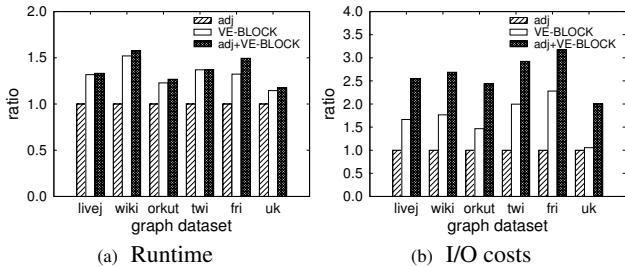 adj
VE-BLOCK
adj+VE-BLOCK
2.0
1.5
1.0
0.5
0.0
ratio
livej wiki orkut twi fri uk
graph dataset
(a) Runtime
adj
VE-BLOCK
adj+VE-BLOCK
4.0
3.5
3.0
2.5
2.0
1.5
1.0
0.5
0.0
ratio
livej wiki orkut twi fri uk
graph dataset
(b) I/O costs